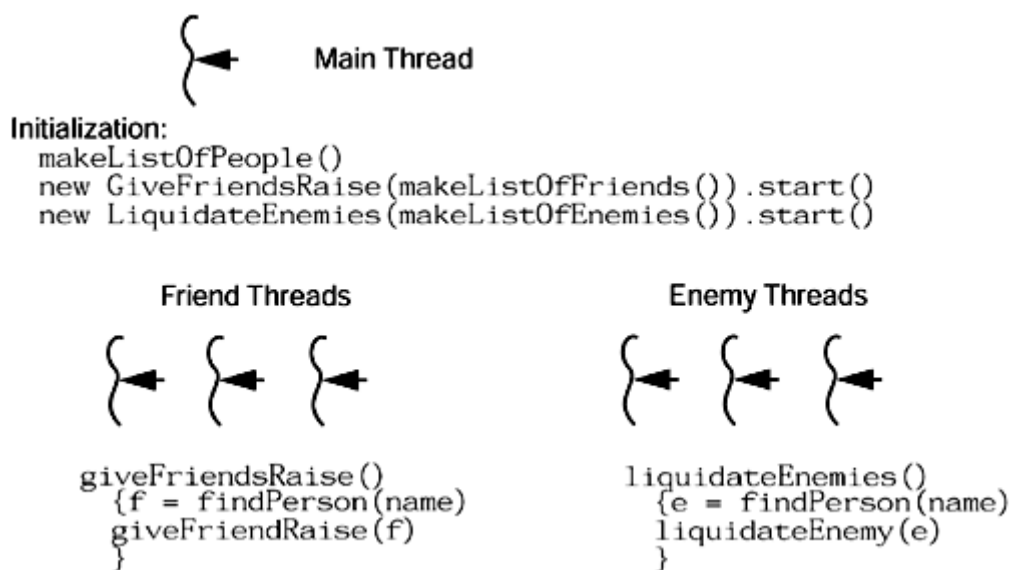 Main Thread
Initialization:
makeListOfPeople()
new GiveFriendsRaise(makeListOfFriends()).start()
new LiquidateEnemies(makeListOfEnemies()).start()
Friend Threads
Enemy Threads
giveFriendsRaise()
{f = findPerson(name)
giveFriendRaise(f)
}
liquidateEnemies()
{e = findPerson(name)
liquidateEnemy(e)
}